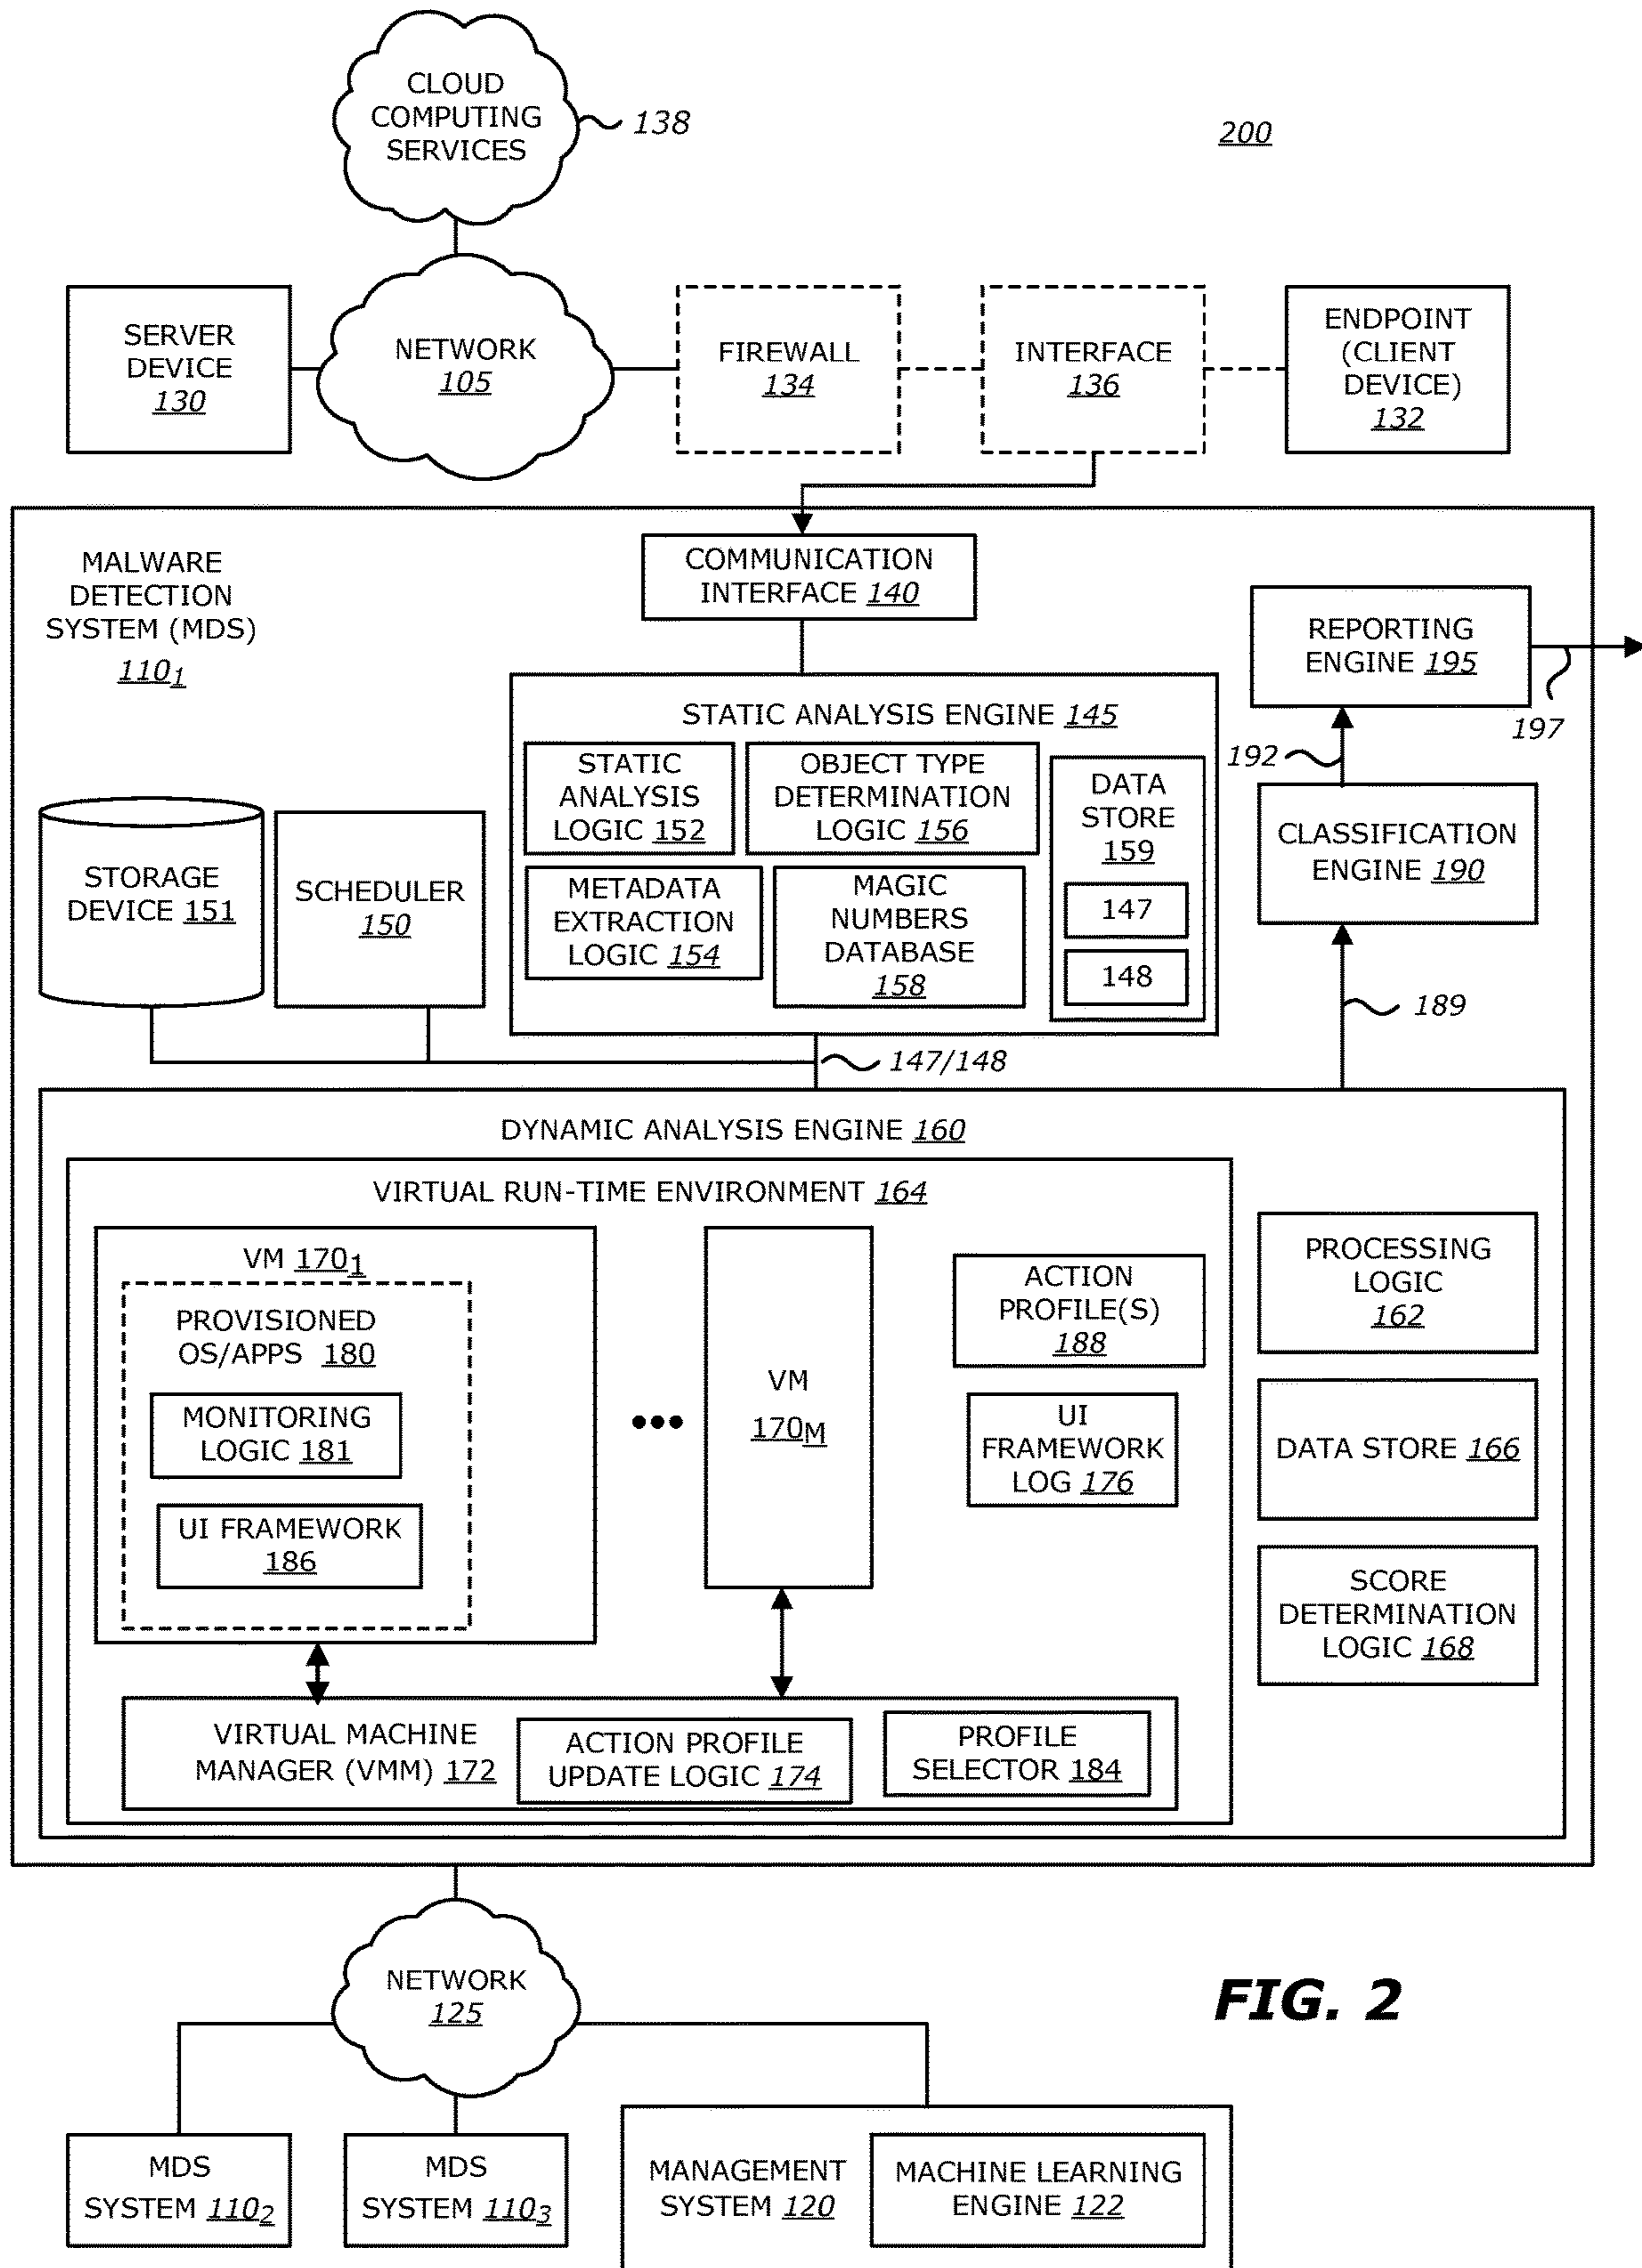 CLOUD
COMPUTING
SERVICES
138
200
SERVER
DEVICE
130
NETWORK
105
FIREWALL
134
INTERFACE
136
ENDPOINT
(CLIENT
DEVICE)
132
MALWARE
DETECTION
SYSTEM (MDS)
110₁
COMMUNICATION
INTERFACE 140
REPORTING
ENGINE 195
197
192
CLASSIFICATION
ENGINE 190
189
STATIC ANALYSIS ENGINE 145
STATIC
ANALYSIS
LOGIC 152
OBJECT TYPE
DETERMINATION
LOGIC 156
DATA
STORE
159
147
148
METADATA
EXTRACTION
LOGIC 154
MAGIC
NUMBERS
DATABASE
158
STORAGE
DEVICE 151
SCHEDULER
150
147/148
DYNAMIC ANALYSIS ENGINE 160
VIRTUAL RUN-TIME ENVIRONMENT 164
VM 170₁
PROVISIONED
OS/APPS 180
MONITORING
LOGIC 181
UI FRAMEWORK
186
VM
170M
ACTION
PROFILE(S)
188
UI
FRAMEWORK
LOG 176
PROCESSING
LOGIC
162
DATA STORE 166
SCORE
DETERMINATION
LOGIC 168
VIRTUAL MACHINE
MANAGER (VMM) 172
ACTION PROFILE
UPDATE LOGIC 174
PROFILE
SELECTOR 184
NETWORK
125
FIG. 2
MDS
SYSTEM 110₂
MDS
SYSTEM 110₃
MANAGEMENT
SYSTEM 120
MACHINE LEARNING
ENGINE 122